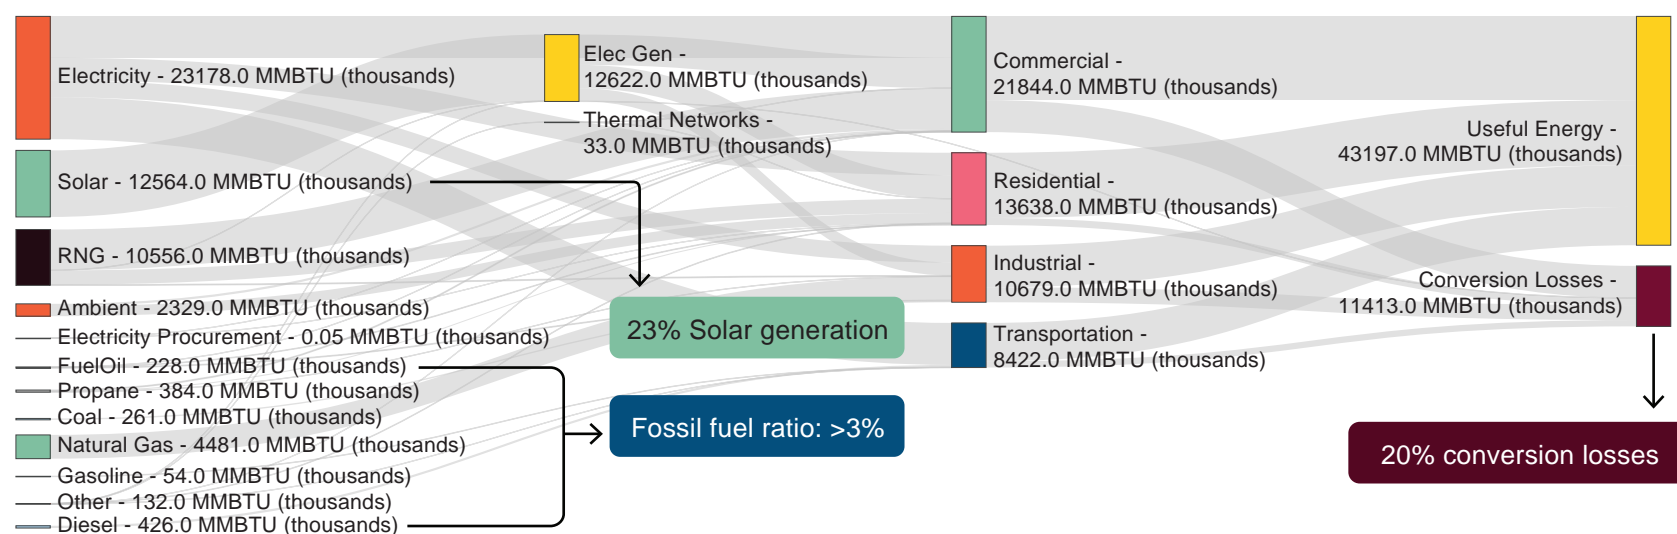 Electricity - 23178.0 MMBTU (thousands)
Solar - 12564.0 MMBTU (thousands)
RNG - 10556.0 MMBTU (thousands)
Ambient - 2329.0 MMBTU (thousands)
Electricity Procurement - 0.05 MMBTU (thousands)
FuelOil - 228.0 MMBTU (thousands)
Propane - 384.0 MMBTU (thousands)
Coal - 261.0 MMBTU (thousands)
Natural Gas - 4481.0 MMBTU (thousands)
Gasoline - 54.0 MMBTU (thousands)
Other - 132.0 MMBTU (thousands)
Diesel - 426.0 MMBTU (thousands)
Elec Gen -
12622.0 MMBTU (thousands)
Thermal Networks -
33.0 MMBTU (thousands)
23% Solar generation
Fossil fuel ratio: >3%
Commercial -
21844.0 MMBTU (thousands)
Residential -
13638.0 MMBTU (thousands)
Industrial -
10679.0 MMBTU (thousands)
Transportation -
8422.0 MMBTU (thousands)
Useful Energy -
43197.0 MMBTU (thousands)
Conversion Losses -
11413.0 MMBTU (thousands)
20% conversion losses